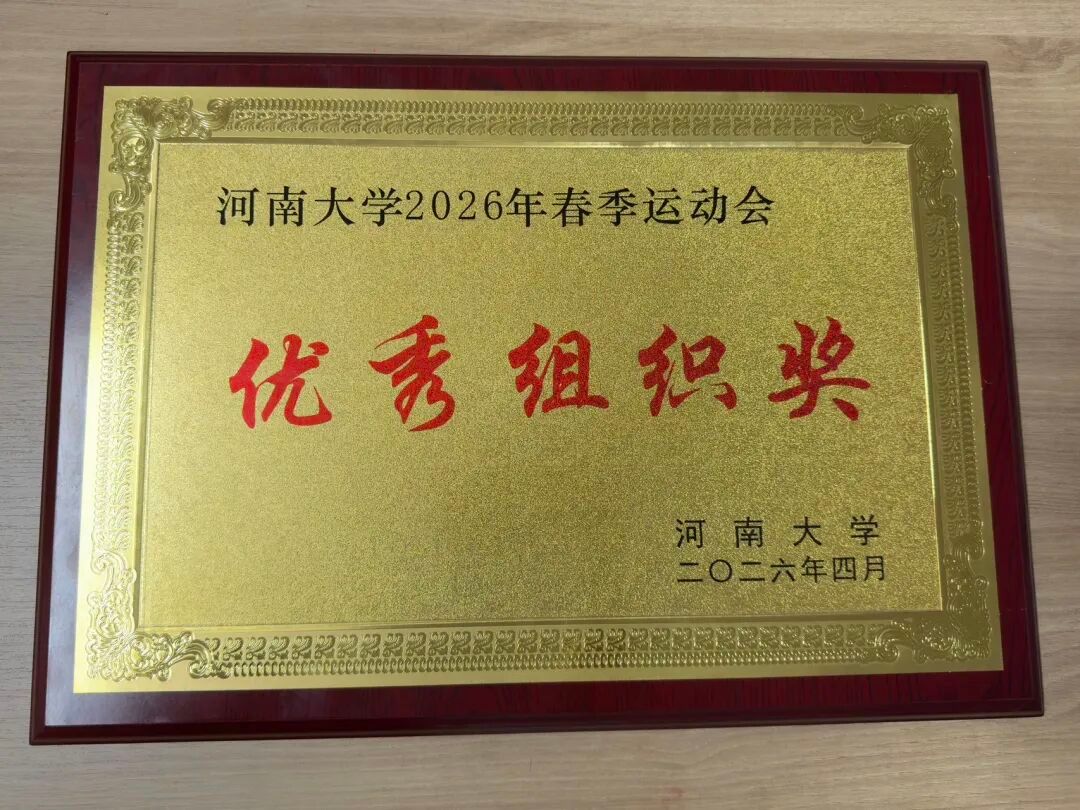 河南大学2026年春季运动会
优秀组织奖
河南大学
二〇二六年四月